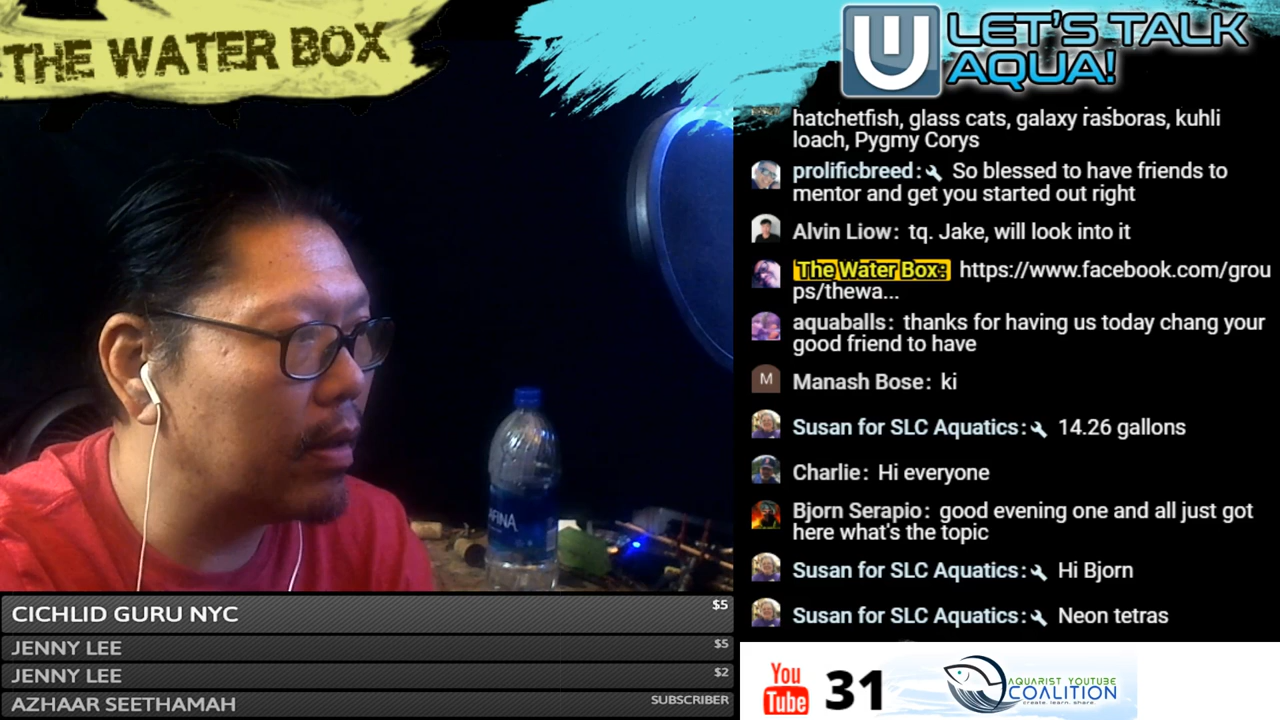 THE WATER BOX
LET'S TALK
AQUA!
hatchetfish, glass cats, galaxy rasboras, kuhli
loach, Pygmy Corys
prolificbreed: So blessed to have friends to
mentor and get you started out right
Alvin Liow: tq. Jake, will look into it
The Water Box: https://www.facebook.com/grou
ps/thewa...
aquaballs: thanks for having us today chang your
good friend to have
Manash Bose: ki
M
Susan for SLC Aquatics: 14.26 gallons
Charlie: Hi everyone
Bjorn Serapio: good evening one and all just got
here what's the topic
Susan for SLC Aquatics: Hi Bjorn
Susan for SLC Aquatics: Neon tetras
AFINA
CICHLID GURU NYC $5
JENNY LEE $5
JENNY LEE $2
AZHAAR SEETHAMAH SUBSCRIBER
You
Tube
31
AQUARIST YOUTUBE
COALITION
create. learn. share.